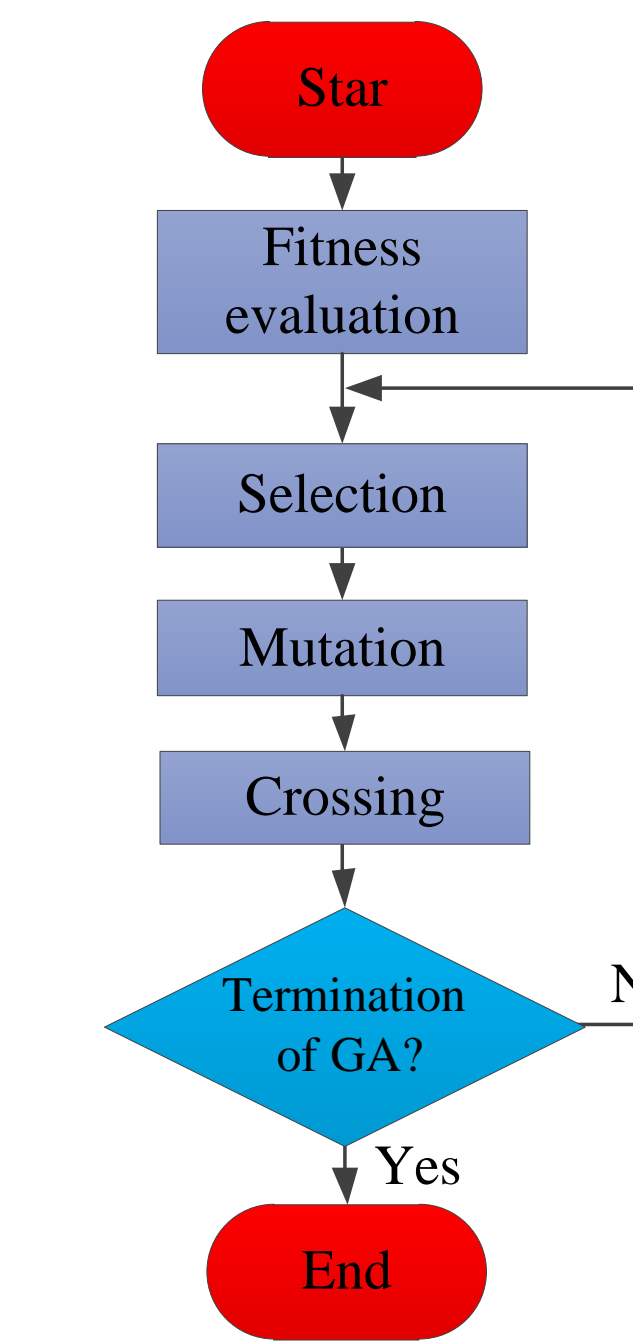 Star
Fitness
evaluation
Selection
Mutation
Crossing
Termination
of GA?
Yes
End